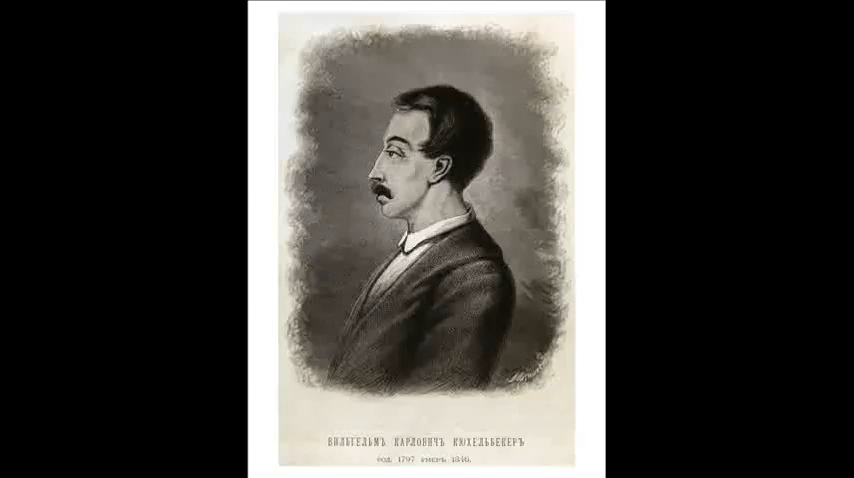 ВИЛЬГЕЛЬМЪ КАРЛОВИЧЪ КЮХЕЛЬБЕКЕРЪ
род. 1797 умеръ 1846.